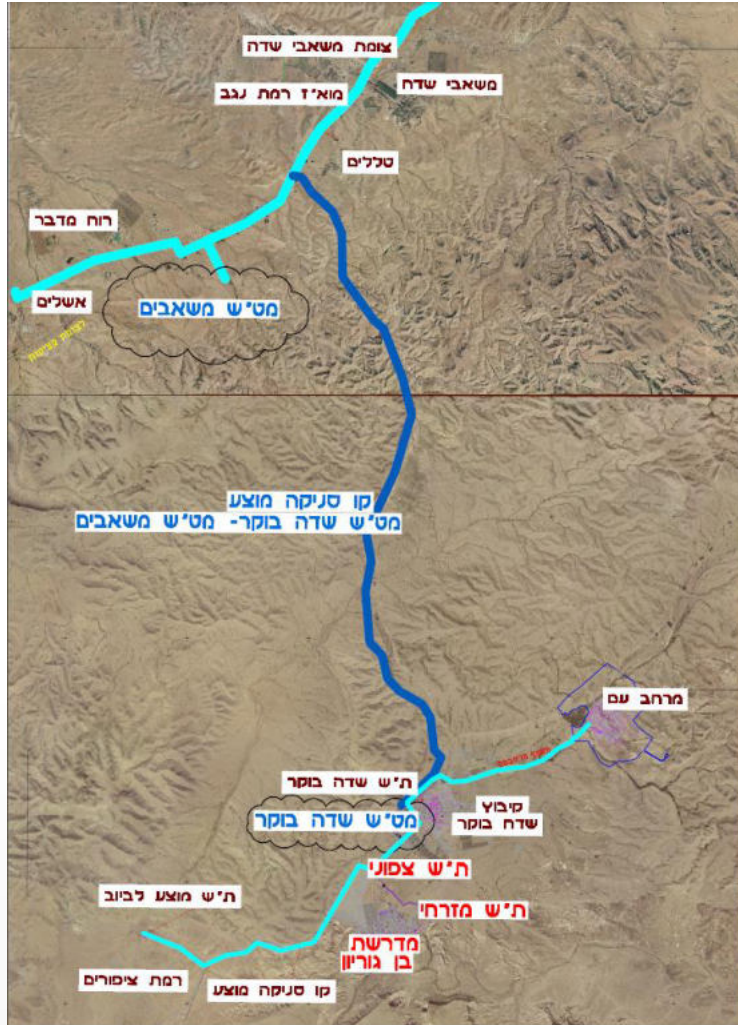 צומת משאבי שדה
משאבי שדה
מוא"ז רמת נגב
טללים
רוח מדבר
אשלים
מט"ש משאבים
קו סניקה מוצע
מט"ש שדה בוקר- מט"ש משאבים
מרחב עם
ת"ש שדה בוקר
קיבוץ
שדה בוקר
מט"ש שדה בוקר
ת"ש צפוני
ת"ש מוצע לביוב
ת"ש מזרחי
מדרשת
בן גוריון
רמת ציפורים
קו סניקה מוצע